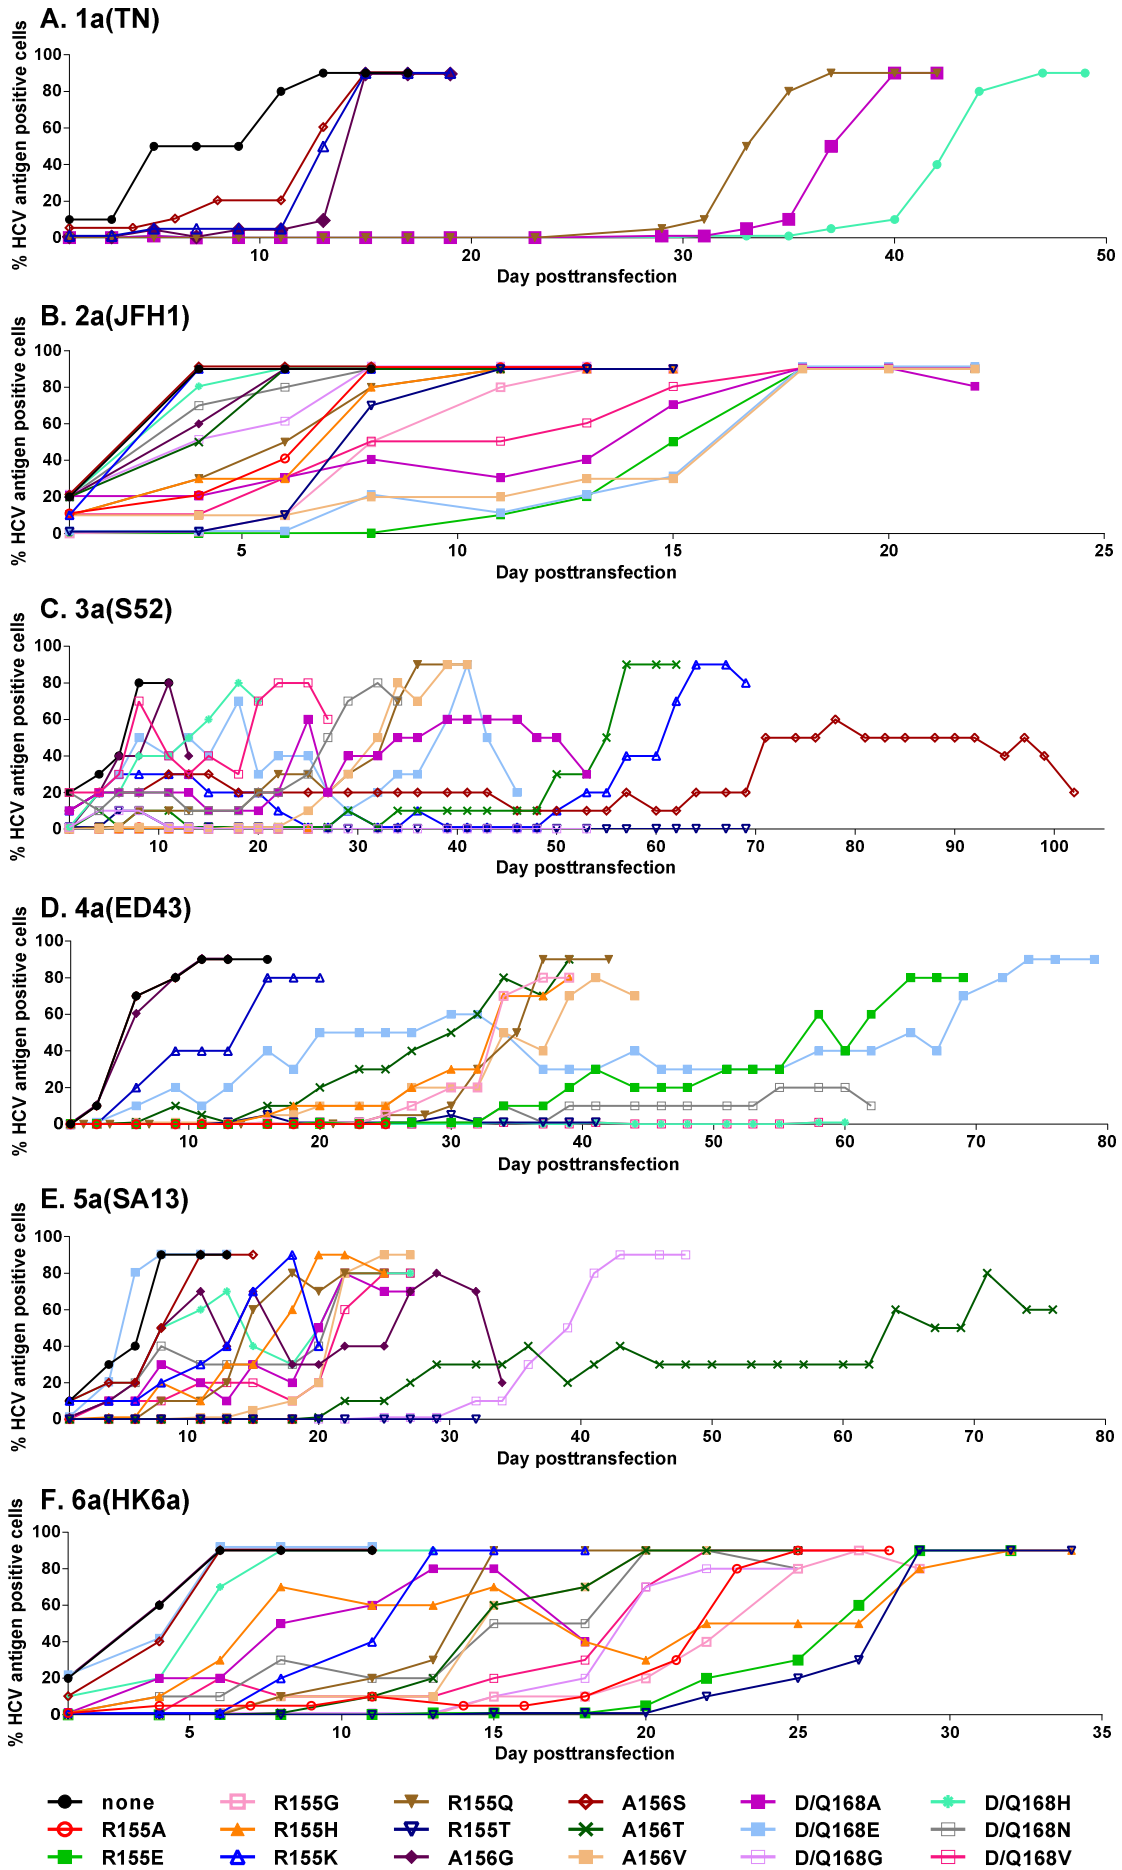 A. 1a(TN)
% HCV antigen positive cells
100
80
60
40
20
0
10 20 30 40 50
Day posttransfection
B. 2a(JFH1)
% HCV antigen positive cells
100
80
60
40
20
0
5 10 15 20 25
Day posttransfection
C. 3a(S52)
% HCV antigen positive cells
100
80
60
40
20
0
10 20 30 40 50 60 70 80 90 100
Day posttransfection
D. 4a(ED43)
% HCV antigen positive cells
100
80
60
40
20
0
10 20 30 40 50 60 70 80
Day posttransfection
E. 5a(SA13)
% HCV antigen positive cells
100
80
60
40
20
0
10 20 30 40 50 60 70 80
Day posttransfection
F. 6a(HK6a)
% HCV antigen positive cells
100
80
60
40
20
0
5 10 15 20 25 30 35
Day posttransfection
none R155G R155Q A156S D/Q168A D/Q168H
R155A R155H R155T A156T D/Q168E D/Q168N
R155E R155K A156G A156V D/Q168G D/Q168V